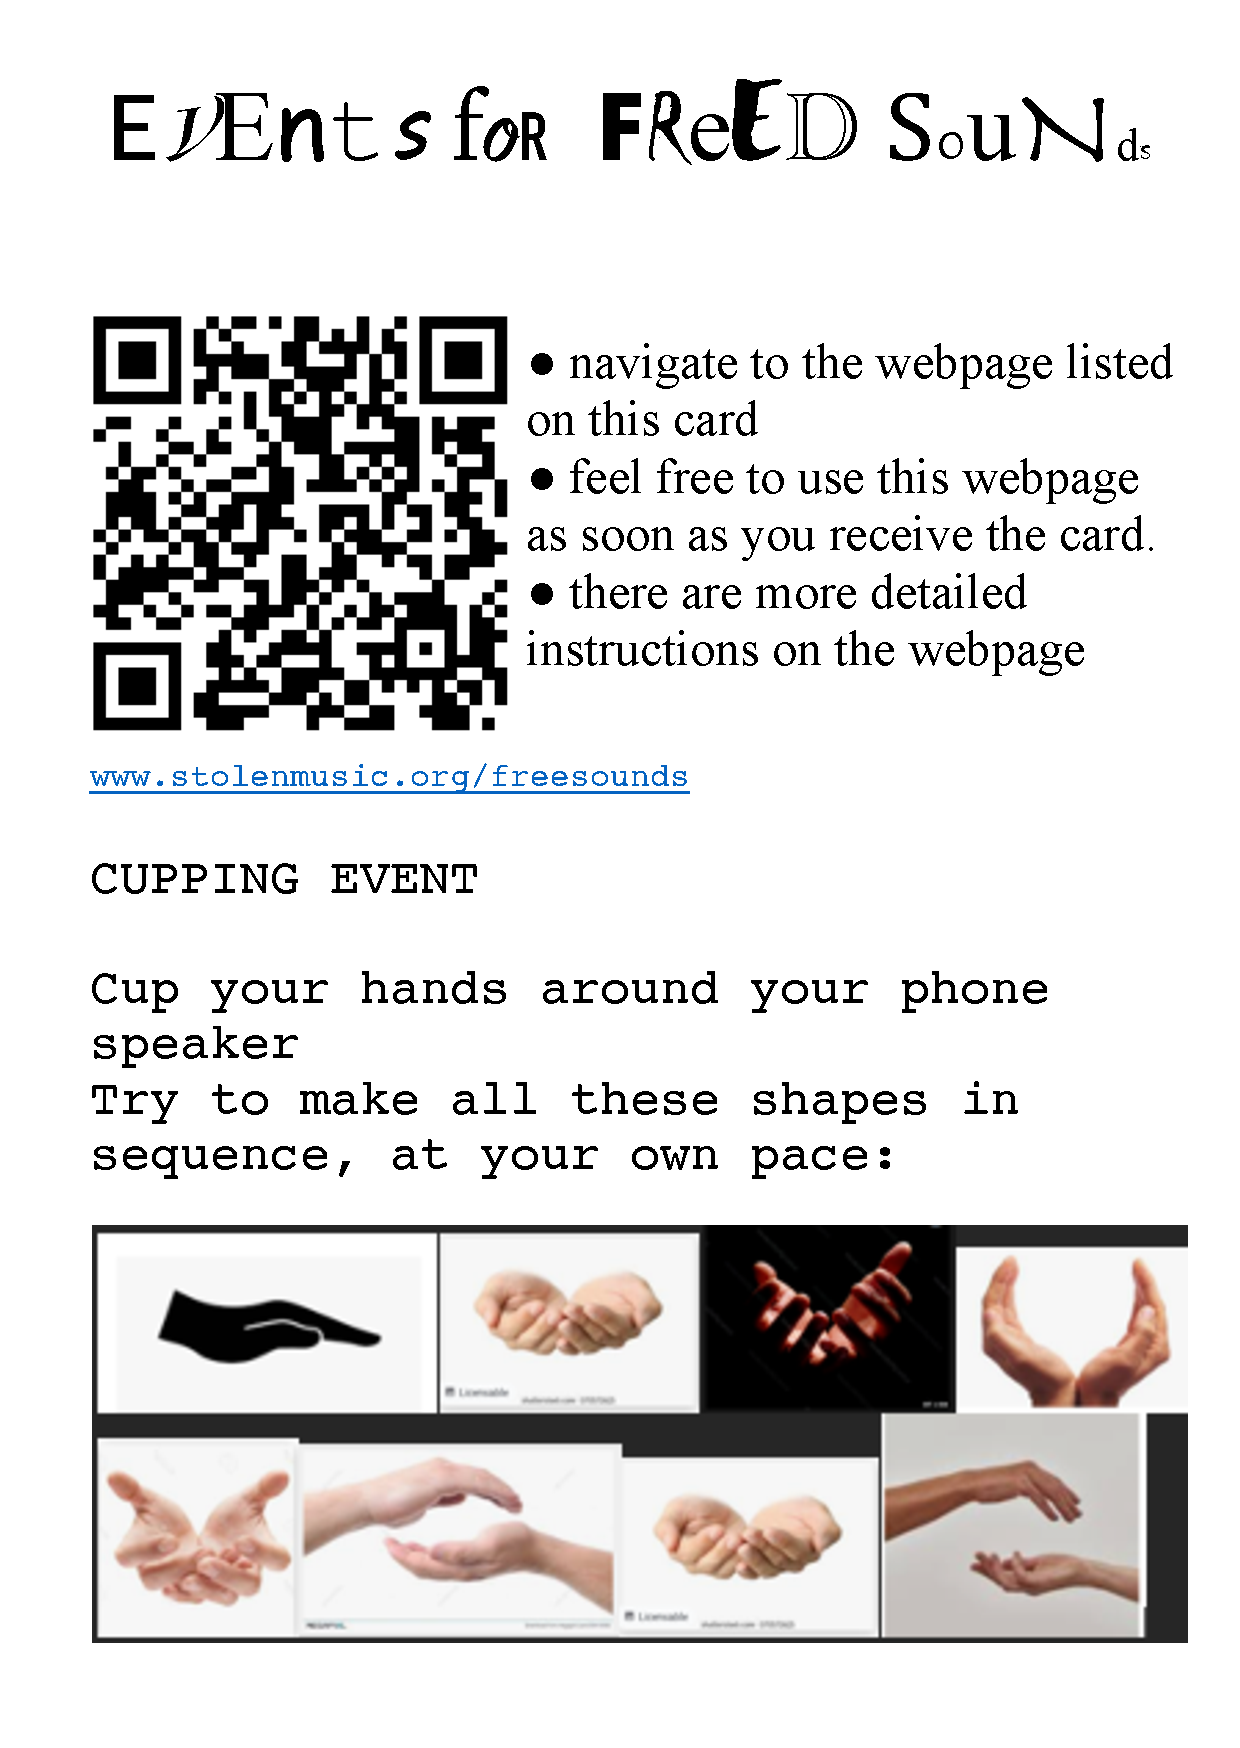 EVEntS foR FReED SouNds
● navigate to the webpage listed
on this card
● feel free to use this webpage
as soon as you receive the card.
● there are more detailed
instructions on the webpage
www.stolenmusic.org/freesounds
CUPPING EVENT
Cup your hands around your phone
speaker
Try to make all these shapes in
sequence, at your own pace:
Licensable
Licensable